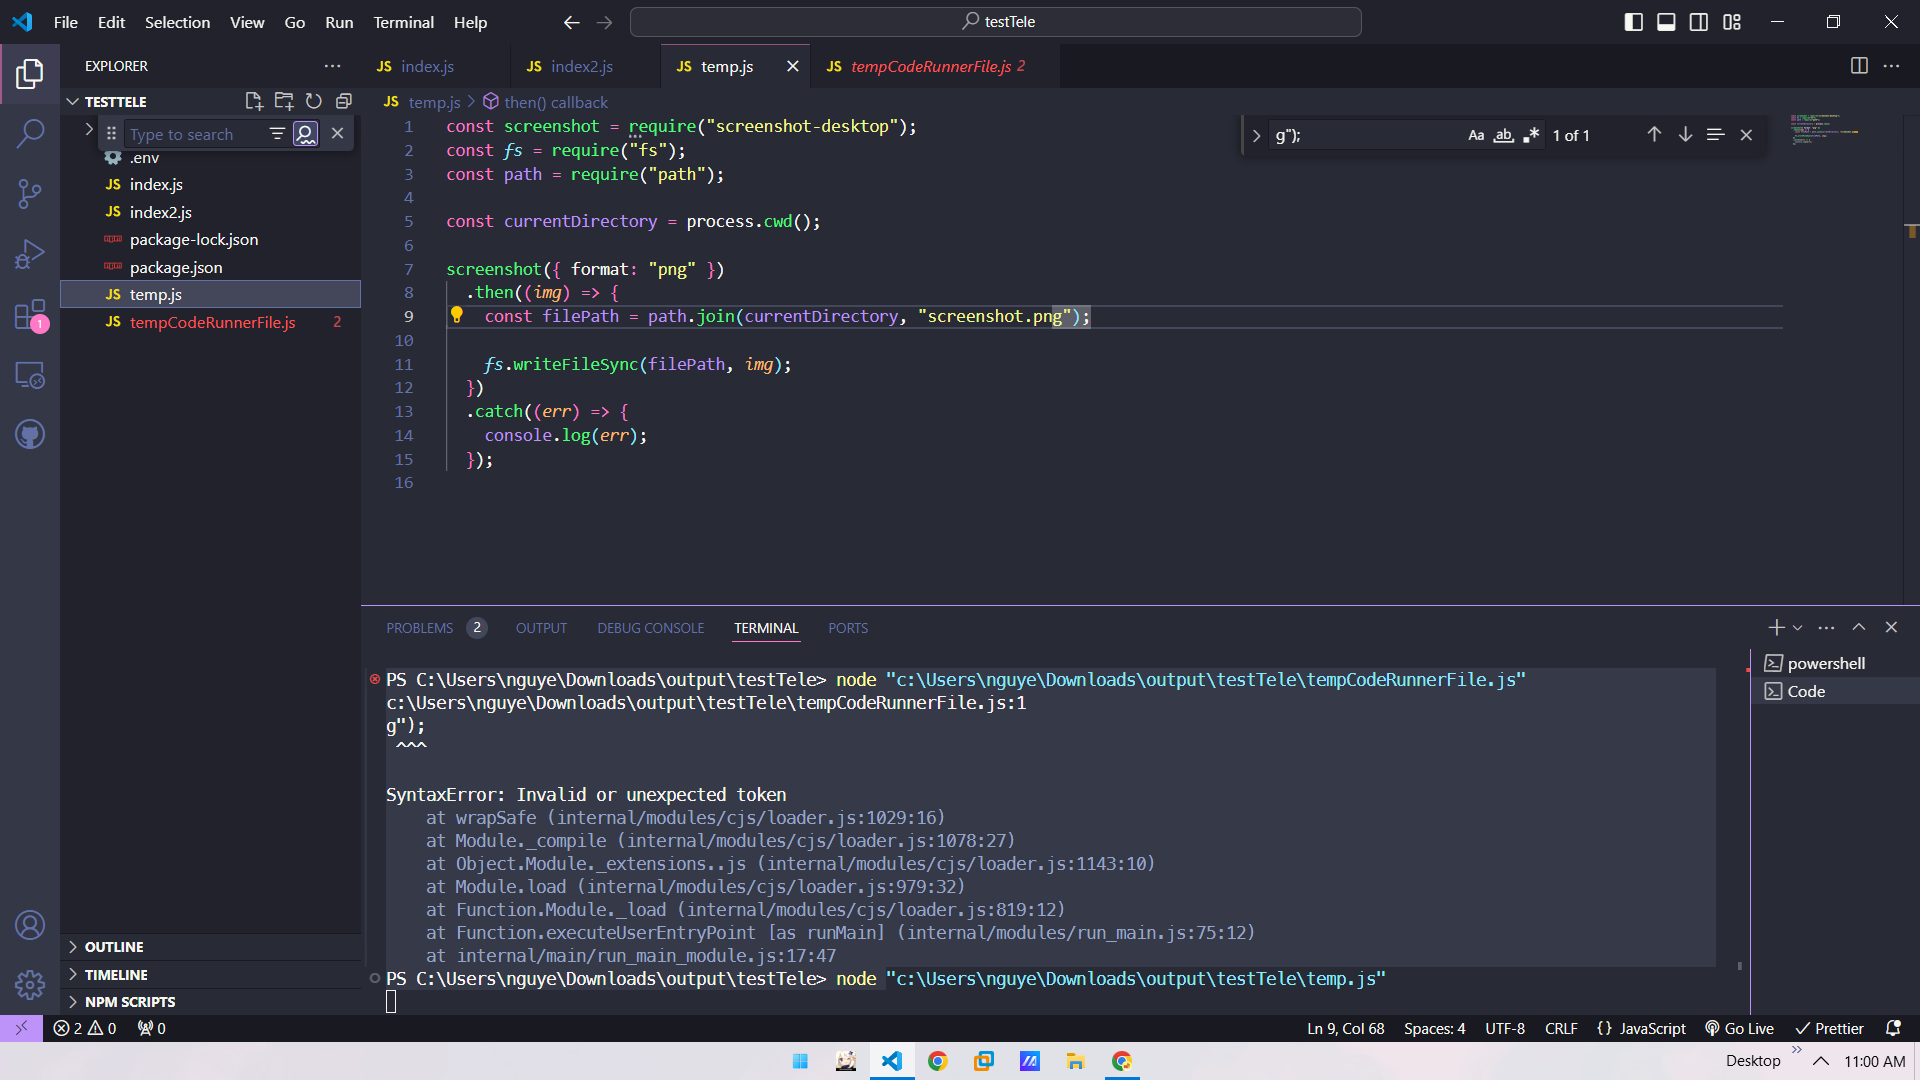 File Edit Selection View Go Run Terminal Help
testTele
EXPLORER
TESTTELE
Type to search
.env
JS index.js
JS index2.js
package-lock.json
package.json
JS temp.js
JS tempCodeRunnerFile.js 2
1
OUTLINE
TIMELINE
NPM SCRIPTS
JS index.js
JS index2.js
JS temp.js
JS tempCodeRunnerFile.js 2
JS temp.js > then() callback
g"); Aa ab 1 of 1
1 const screenshot = require("screenshot-desktop");
2 const fs = require("fs");
3 const path = require("path");
4
5 const currentDirectory = process.cwd();
6
7 screenshot({ format: "png" })
8 .then((img) => {
9 const filePath = path.join(currentDirectory, "screenshot.png");
10
11 fs.writeFileSync(filePath, img);
12 })
13 .catch((err) => {
14 console.log(err);
15 });
16
PROBLEMS 2 OUTPUT DEBUG CONSOLE TERMINAL PORTS
powershell
Code
PS C:\Users\nguye\Downloads\output\testTele> node "c:\Users\nguye\Downloads\output\testTele\tempCodeRunnerFile.js"
c:\Users\nguye\Downloads\output\testTele\tempCodeRunnerFile.js:1
g");
^^^
SyntaxError: Invalid or unexpected token
at wrapSafe (internal/modules/cjs/loader.js:1029:16)
at Module._compile (internal/modules/cjs/loader.js:1078:27)
at Object.Module._extensions..js (internal/modules/cjs/loader.js:1143:10)
at Module.load (internal/modules/cjs/loader.js:979:32)
at Function.Module._load (internal/modules/cjs/loader.js:819:12)
at Function.executeUserEntryPoint [as runMain] (internal/modules/run_main.js:75:12)
at internal/main/run_main_module.js:17:47
PS C:\Users\nguye\Downloads\output\testTele> node "c:\Users\nguye\Downloads\output\testTele\temp.js"
2 0 0
Ln 9, Col 68 Spaces: 4 UTF-8 CRLF {} JavaScript Go Live Prettier
Desktop 11:00 AM